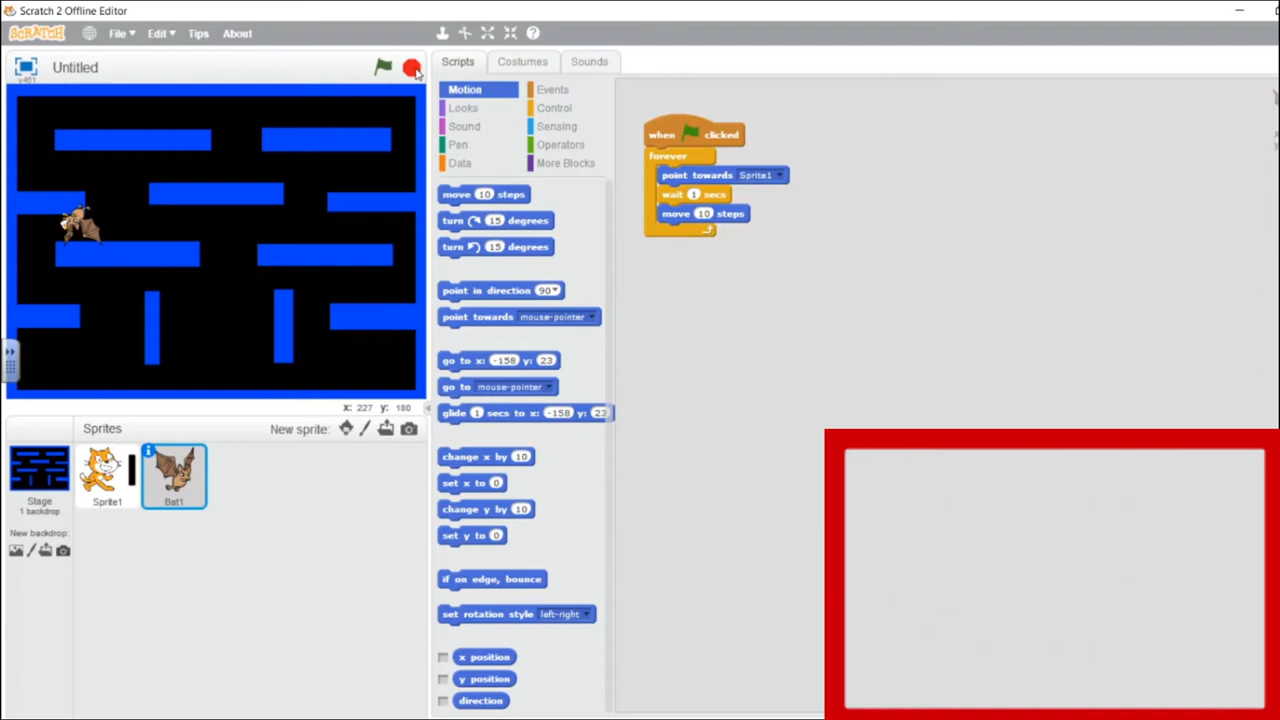 Scratch 2 Offline Editor
SCRATCH File Edit Tips About
Untitled
v461
Scripts Costumes Sounds
Motion Events
Looks Control
Sound Sensing
Pen Operators
Data More Blocks
move 10 steps
turn 15 degrees
turn 15 degrees
point in direction 90
point towards mouse-pointer
go to x: -158 y: 23
go to mouse-pointer
glide 1 secs to x: -158 y: 23
change x by 10
set x to 0
change y by 10
set y to 0
if on edge, bounce
set rotation style left-right
x position
y position
direction
when clicked
forever
point towards Sprite1
wait 1 secs
move 10 steps
x: 227 y: 180
Sprites New sprite:
Stage
1 backdrop
Sprite1
Bat1
New backdrop: